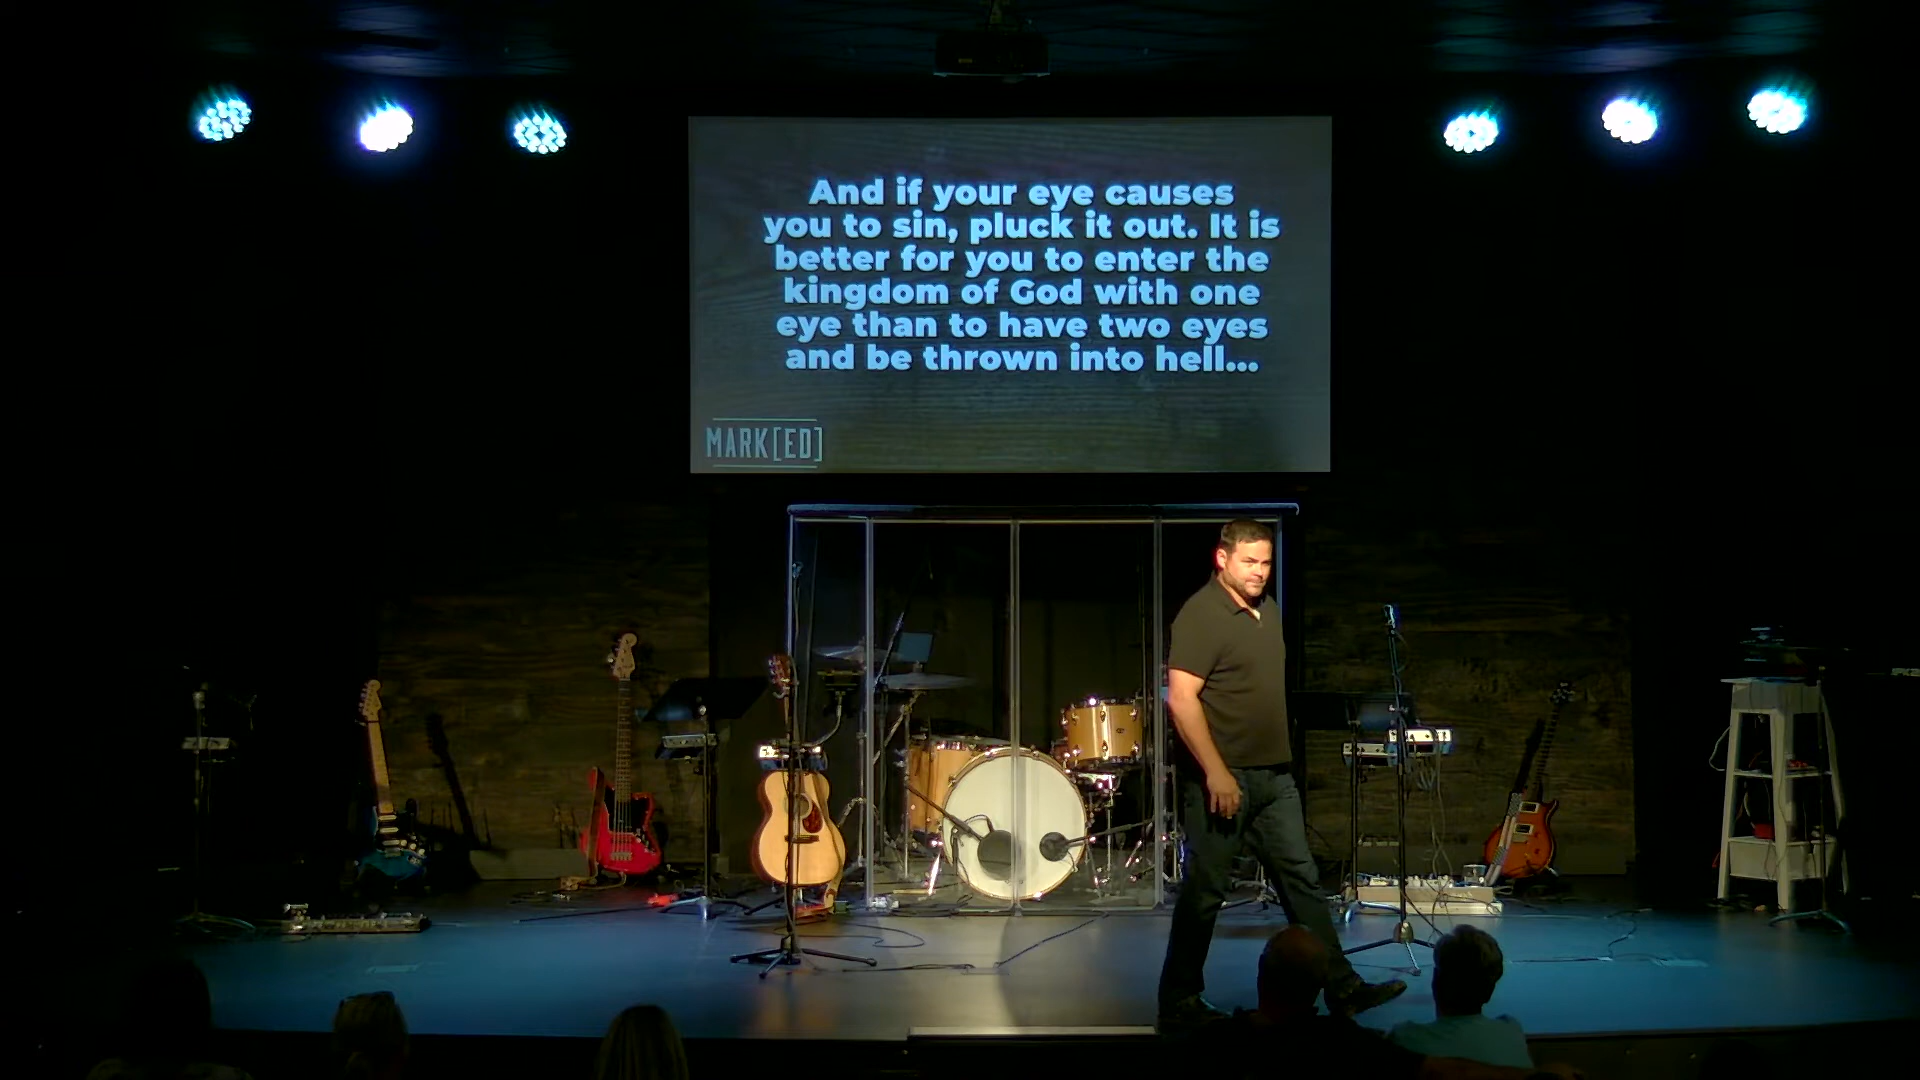 And if your eye causes
you to sin, pluck it out. It is
better for you to enter the
kingdom of God with one
eye than to have two eyes
and be thrown into hell...
MARK[ED]